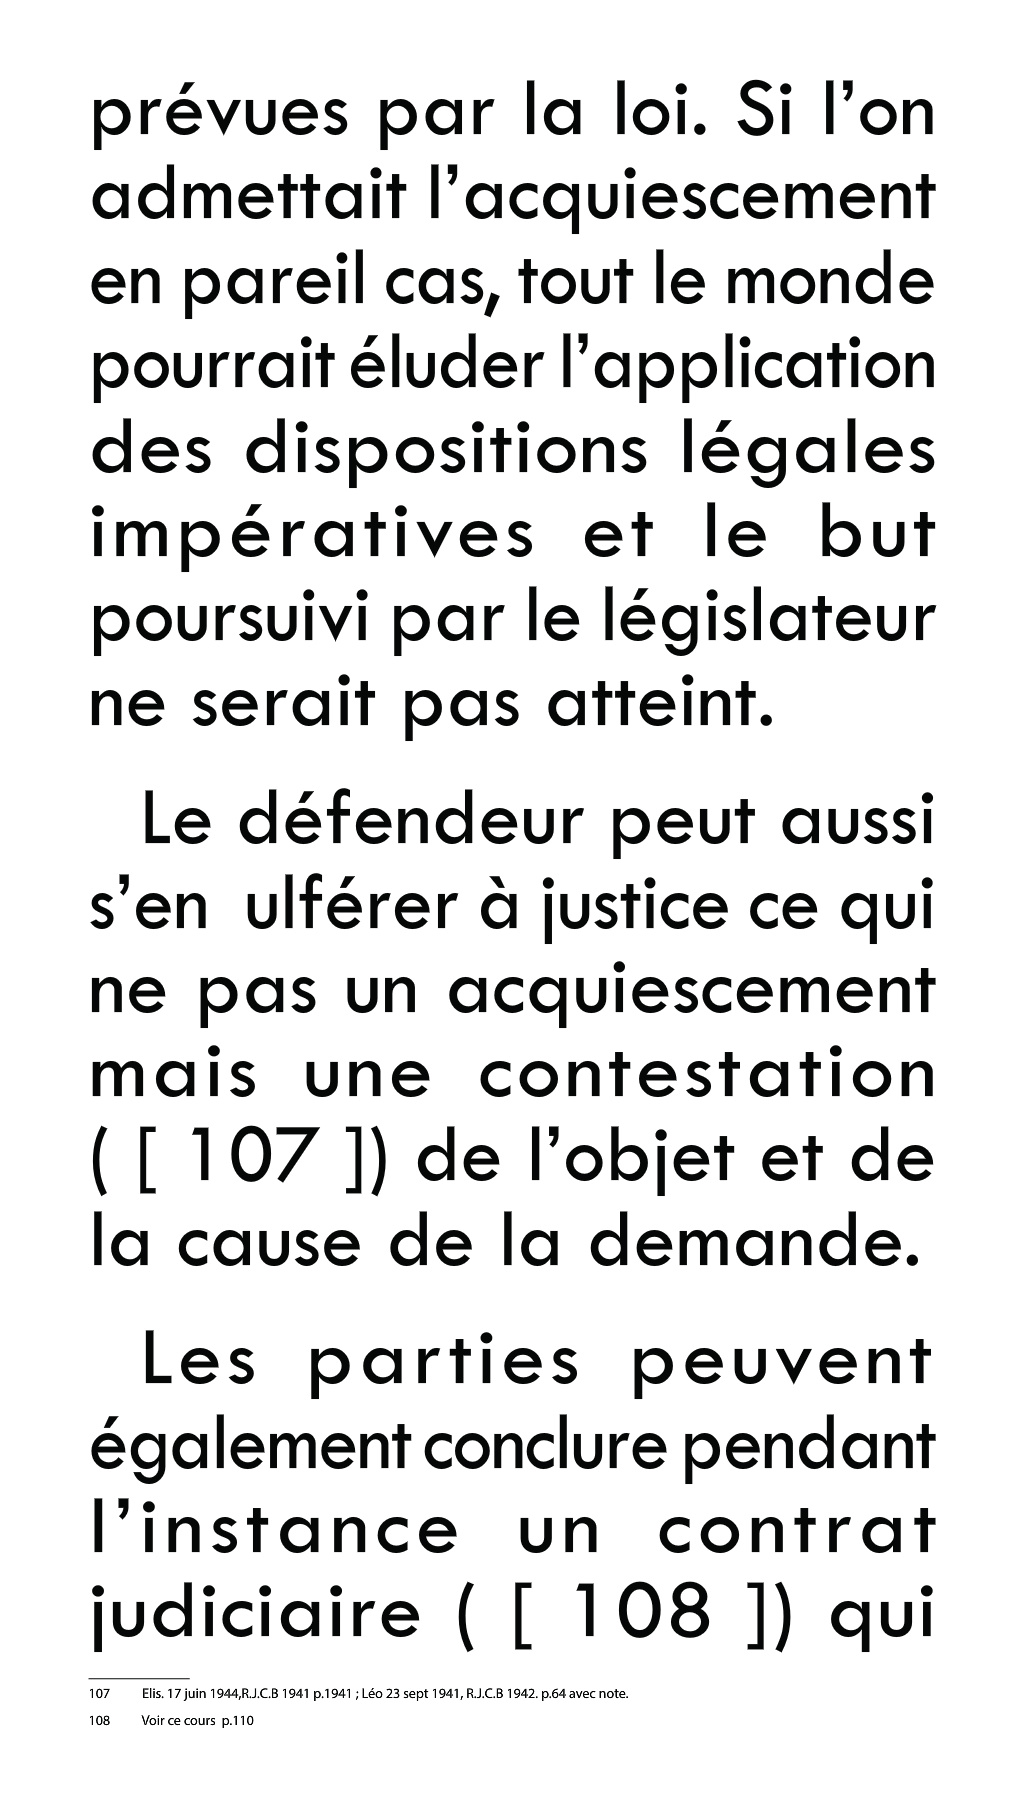 prévues par la loi. Si l’on
admettait l’acquiescement
en pareil cas, tout le monde
pourrait éluder l’application
des dispositions légales
impératives et le but
poursuivi par le législateur
ne serait pas atteint.
Le défendeur peut aussi
s’en ulférer à justice ce qui
ne pas un acquiescement
mais une contestation
( [ 107 ]) de l’objet et de
la cause de la demande.
Les parties peuvent
également conclure pendant
l’instance un contrat
judiciaire ( [ 108 ]) qui
107 Elis. 17 juin 1944,R.J.C.B 1941 p.1941 ; Léo 23 sept 1941, R.J.C.B 1942. p.64 avec note.
108 Voir ce cours p.110